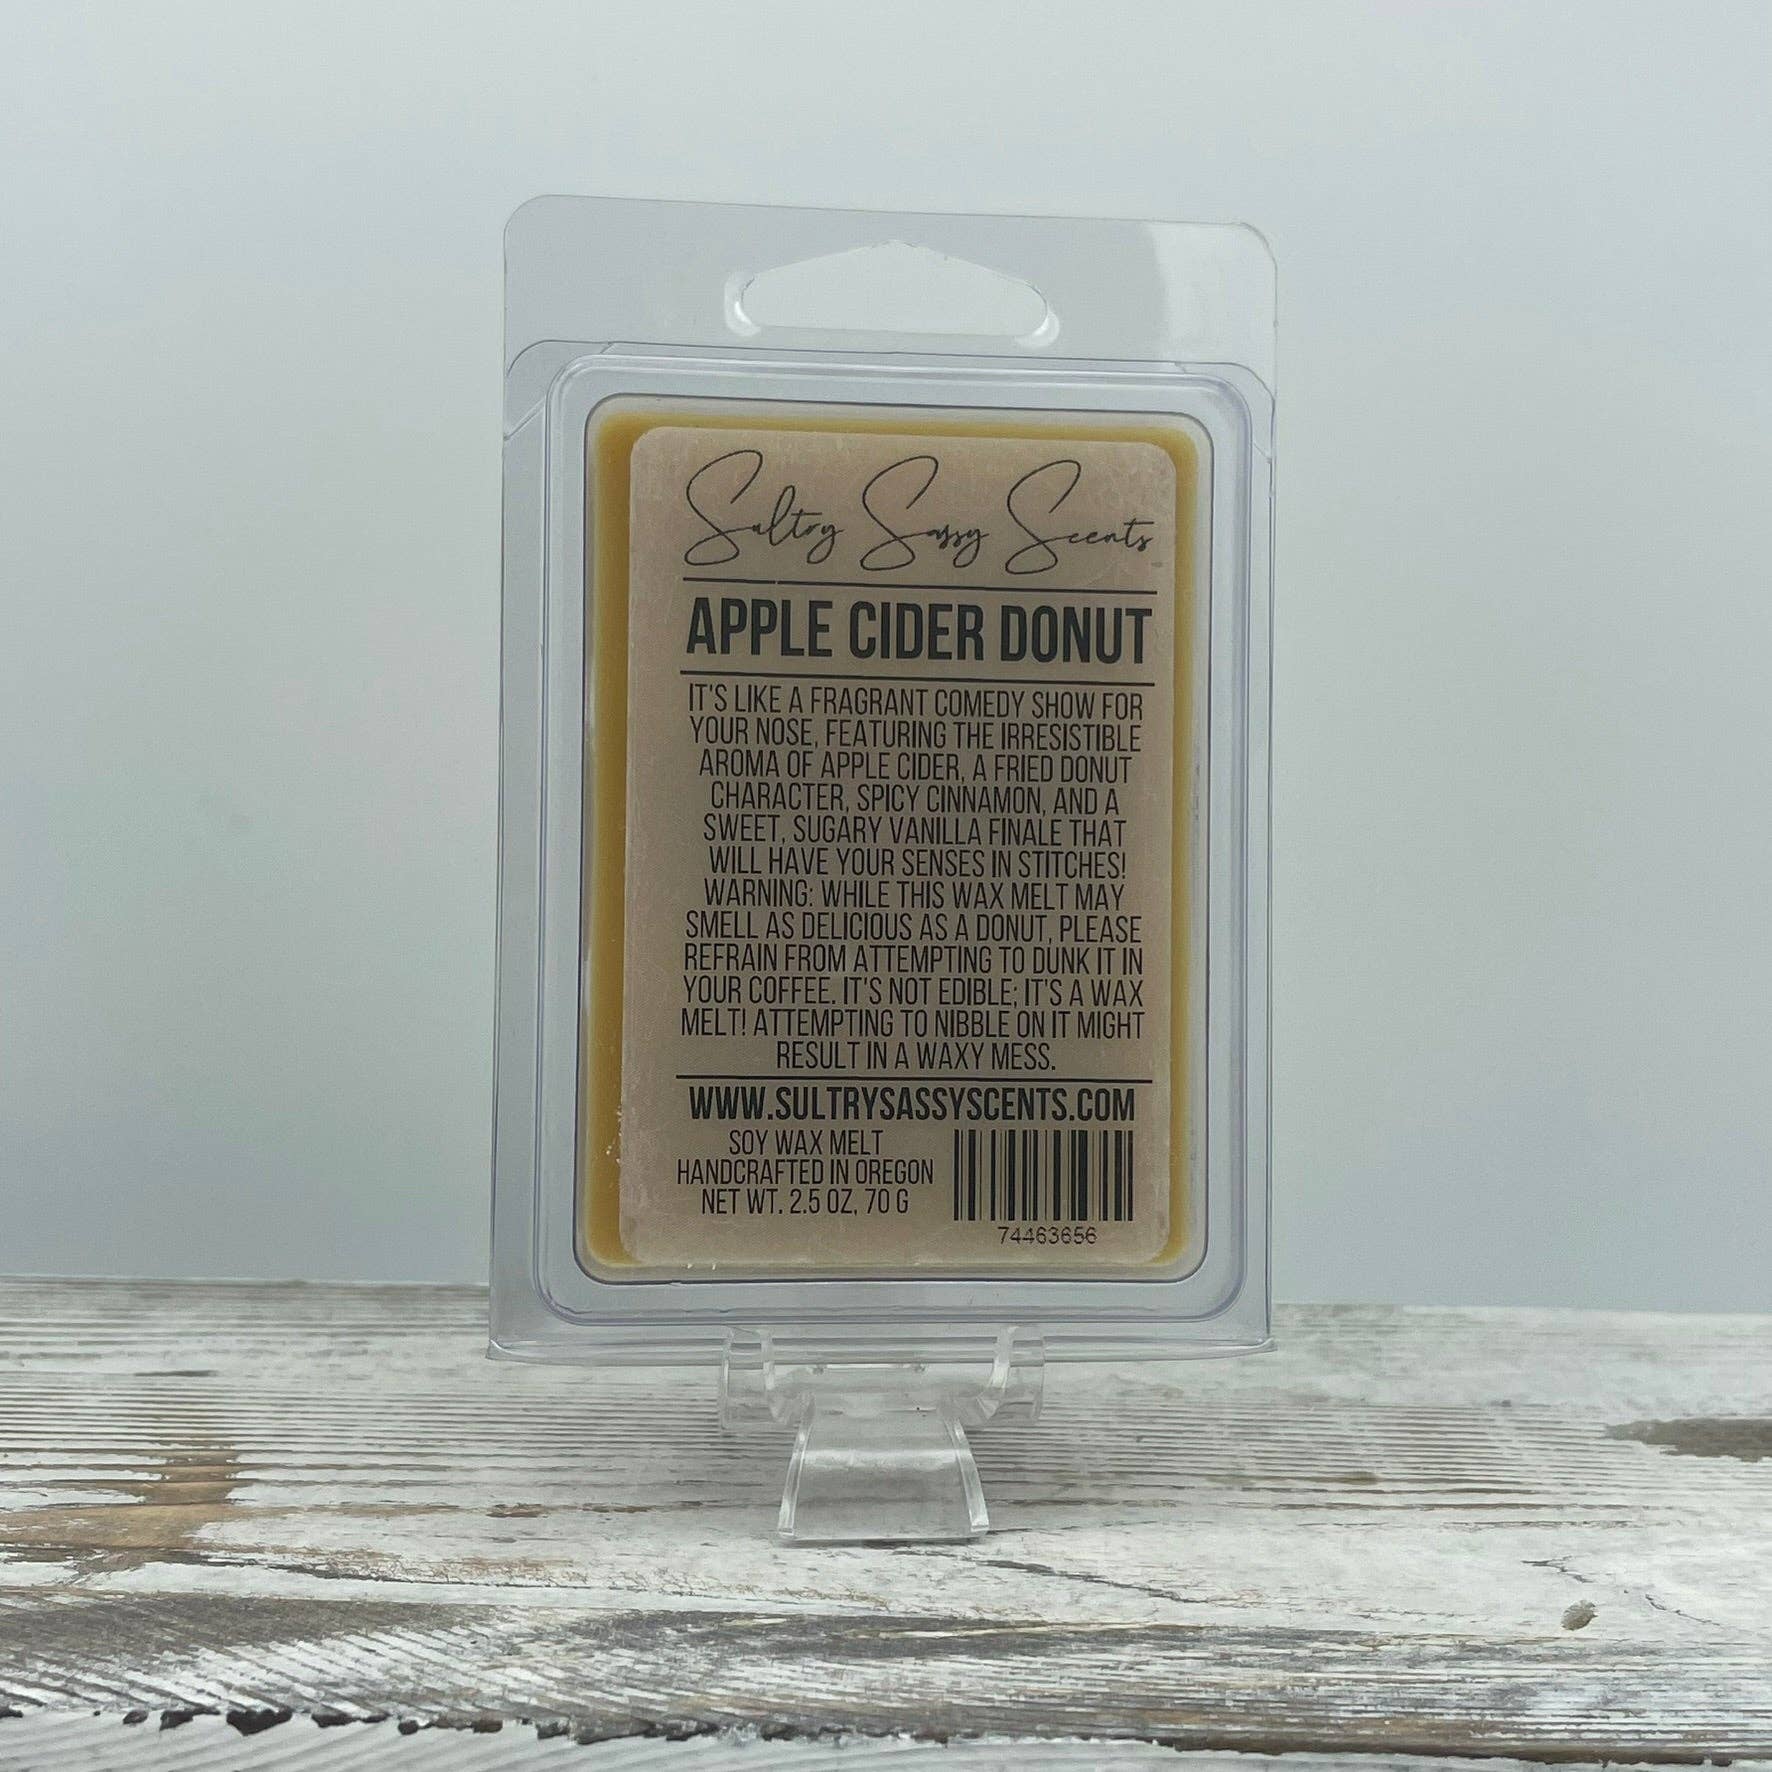 Sultry Sassy Scents
APPLE CIDER DONUT
IT'S LIKE A FRAGRANT COMEDY SHOW FOR
YOUR NOSE, FEATURING THE IRRESISTIBLE
AROMA OF APPLE CIDER, A FRIED DONUT
CHARACTER, SPICY CINNAMON, AND A
SWEET, SUGARY VANILLA FINALE THAT
WILL HAVE YOUR SENSES IN STITCHES!
WARNING: WHILE THIS WAX MELT MAY
SMELL AS DELICIOUS AS A DONUT, PLEASE
REFRAIN FROM ATTEMPTING TO DUNK IT IN
YOUR COFFEE. IT'S NOT EDIBLE; IT'S A WAX
MELT! ATTEMPTING TO NIBBLE ON IT MIGHT
RESULT IN A WAXY MESS.
WWW.SULTRYSASSYSCENTS.COM
SOY WAX MELT
HANDCRAFTED IN OREGON
NET WT. 2.5 OZ, 70 G
74463656